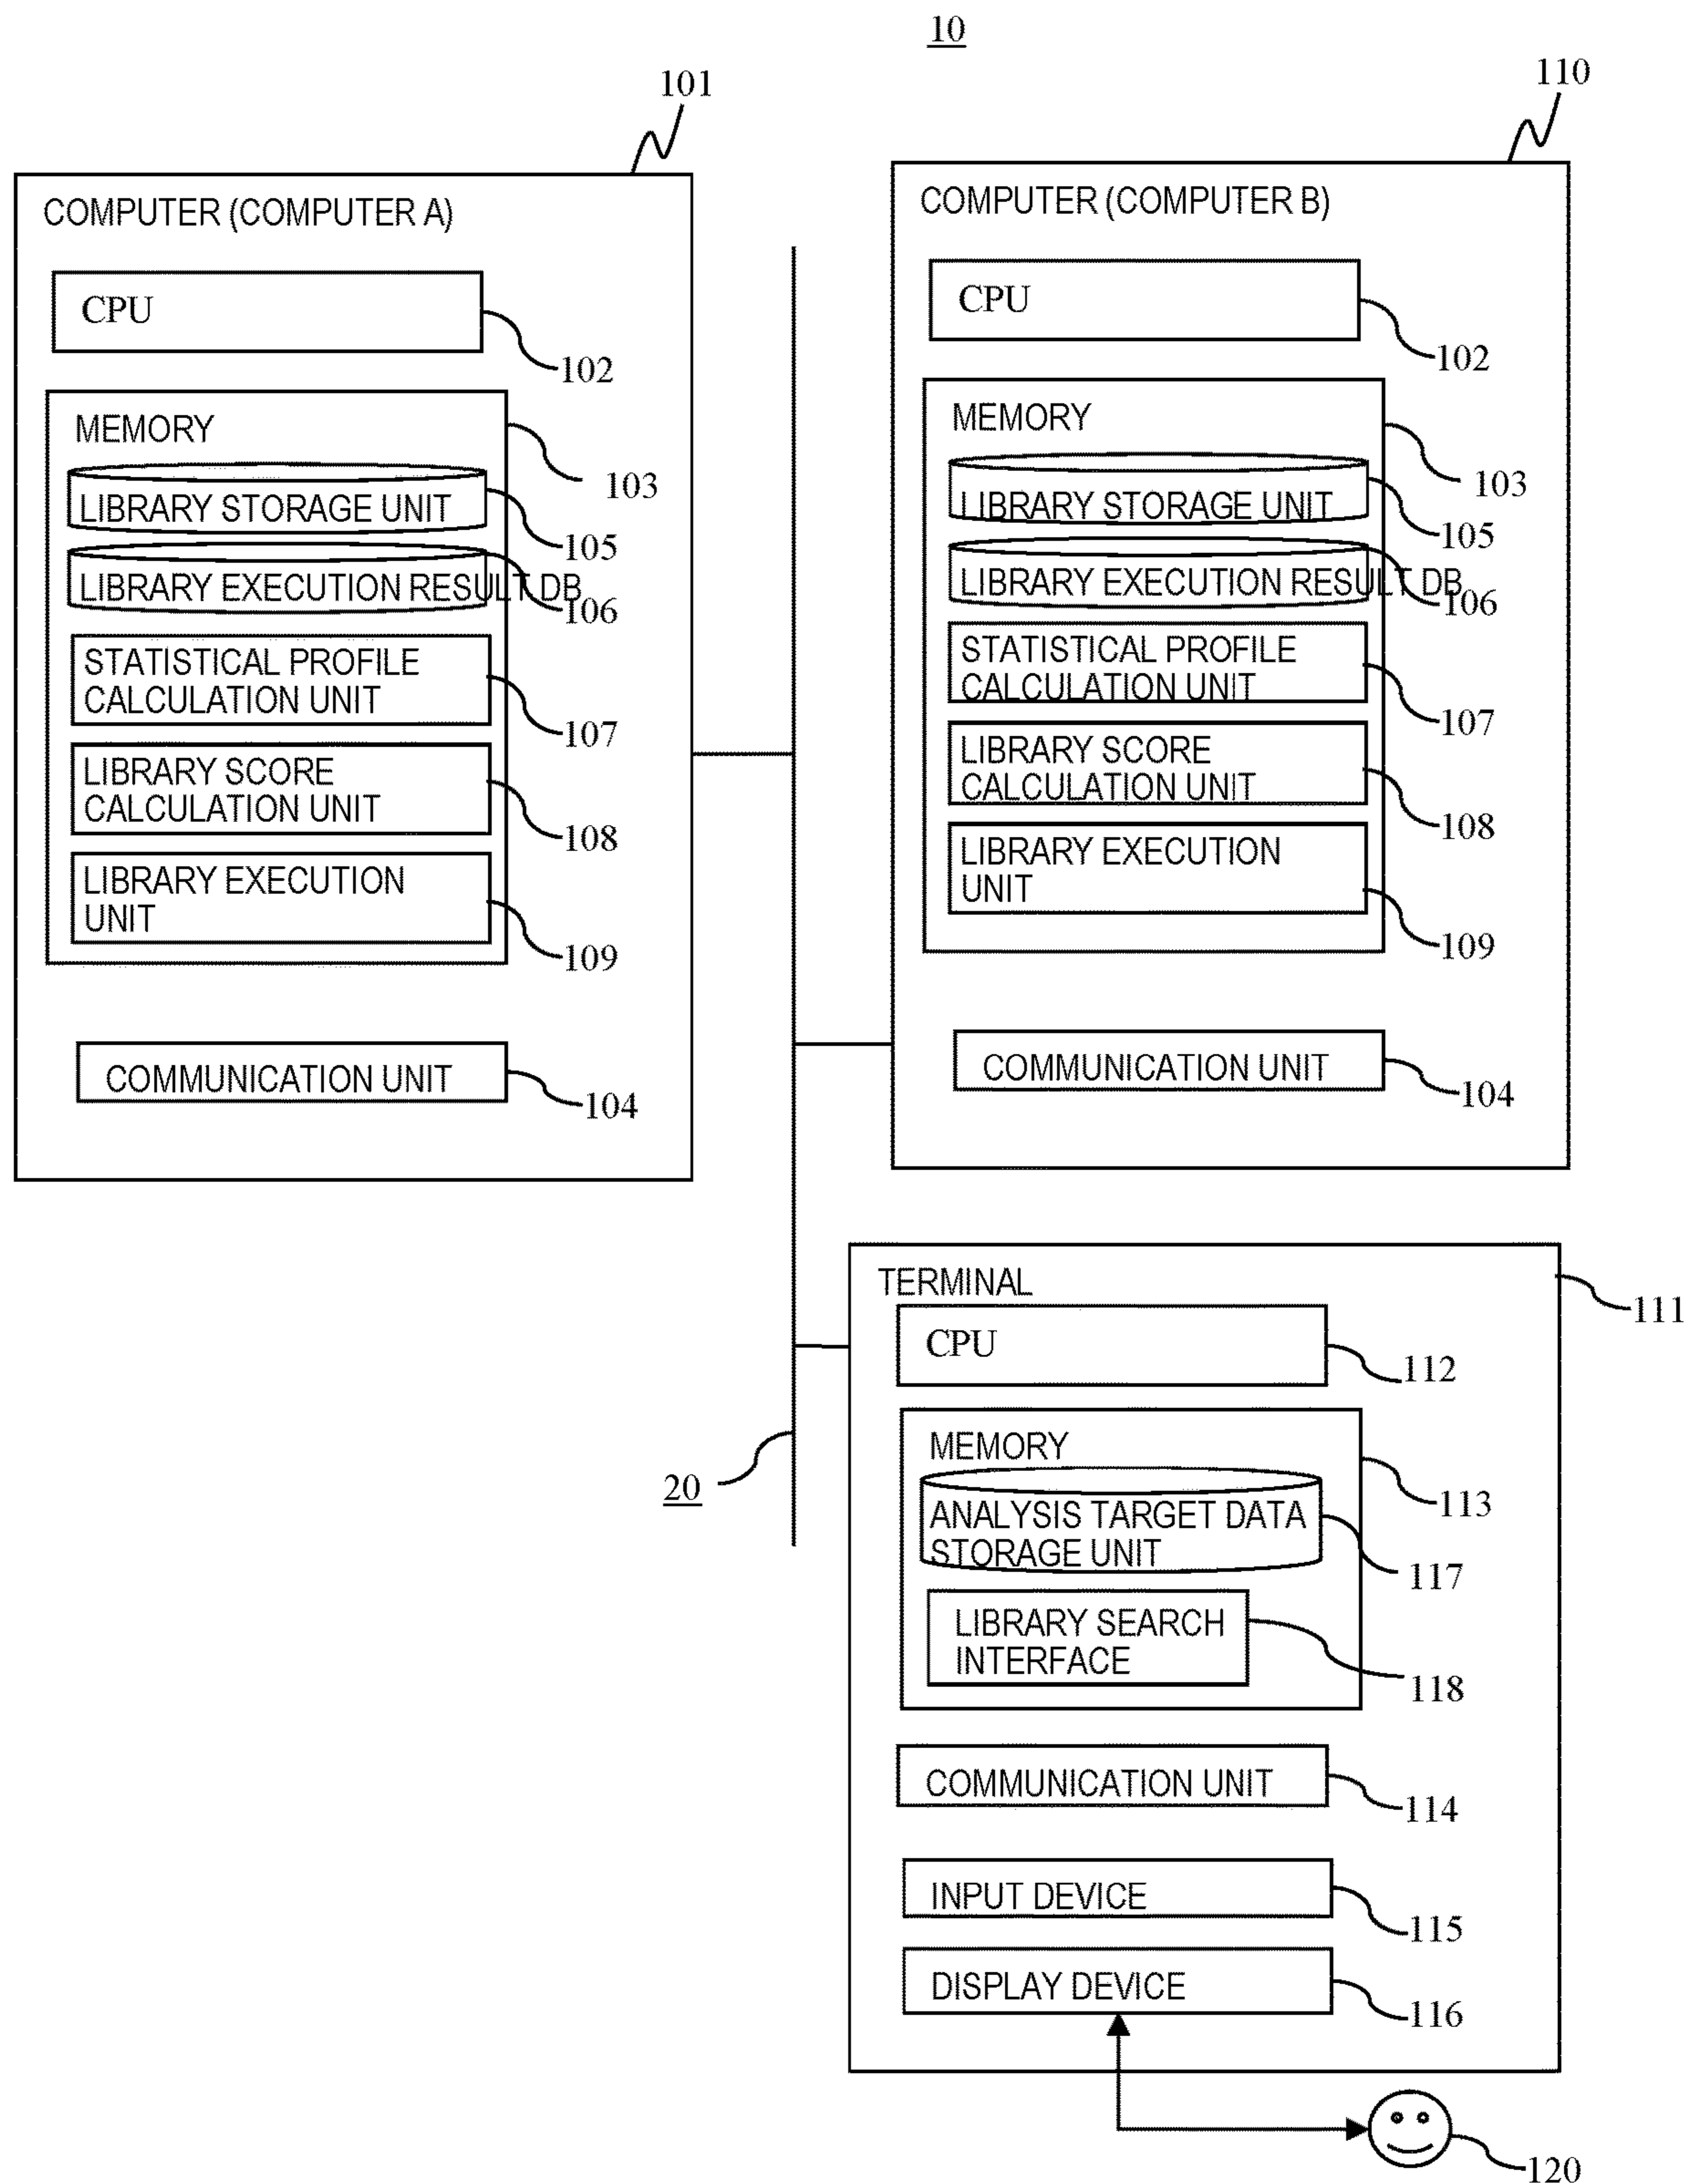 10
101
COMPUTER (COMPUTER A)
CPU
102
MEMORY
103
LIBRARY STORAGE UNIT
105
LIBRARY EXECUTION RESULT DB
106
STATISTICAL PROFILE
CALCULATION UNIT
107
LIBRARY SCORE
CALCULATION UNIT
108
LIBRARY EXECUTION
UNIT
109
COMMUNICATION UNIT
104
110
COMPUTER (COMPUTER B)
CPU
102
MEMORY
103
LIBRARY STORAGE UNIT
105
LIBRARY EXECUTION RESULT DB
106
STATISTICAL PROFILE
CALCULATION UNIT
107
LIBRARY SCORE
CALCULATION UNIT
108
LIBRARY EXECUTION
UNIT
109
COMMUNICATION UNIT
104
20
TERMINAL
111
CPU
112
MEMORY
113
ANALYSIS TARGET DATA
STORAGE UNIT
117
LIBRARY SEARCH
INTERFACE
118
COMMUNICATION UNIT
114
INPUT DEVICE
115
DISPLAY DEVICE
116
120